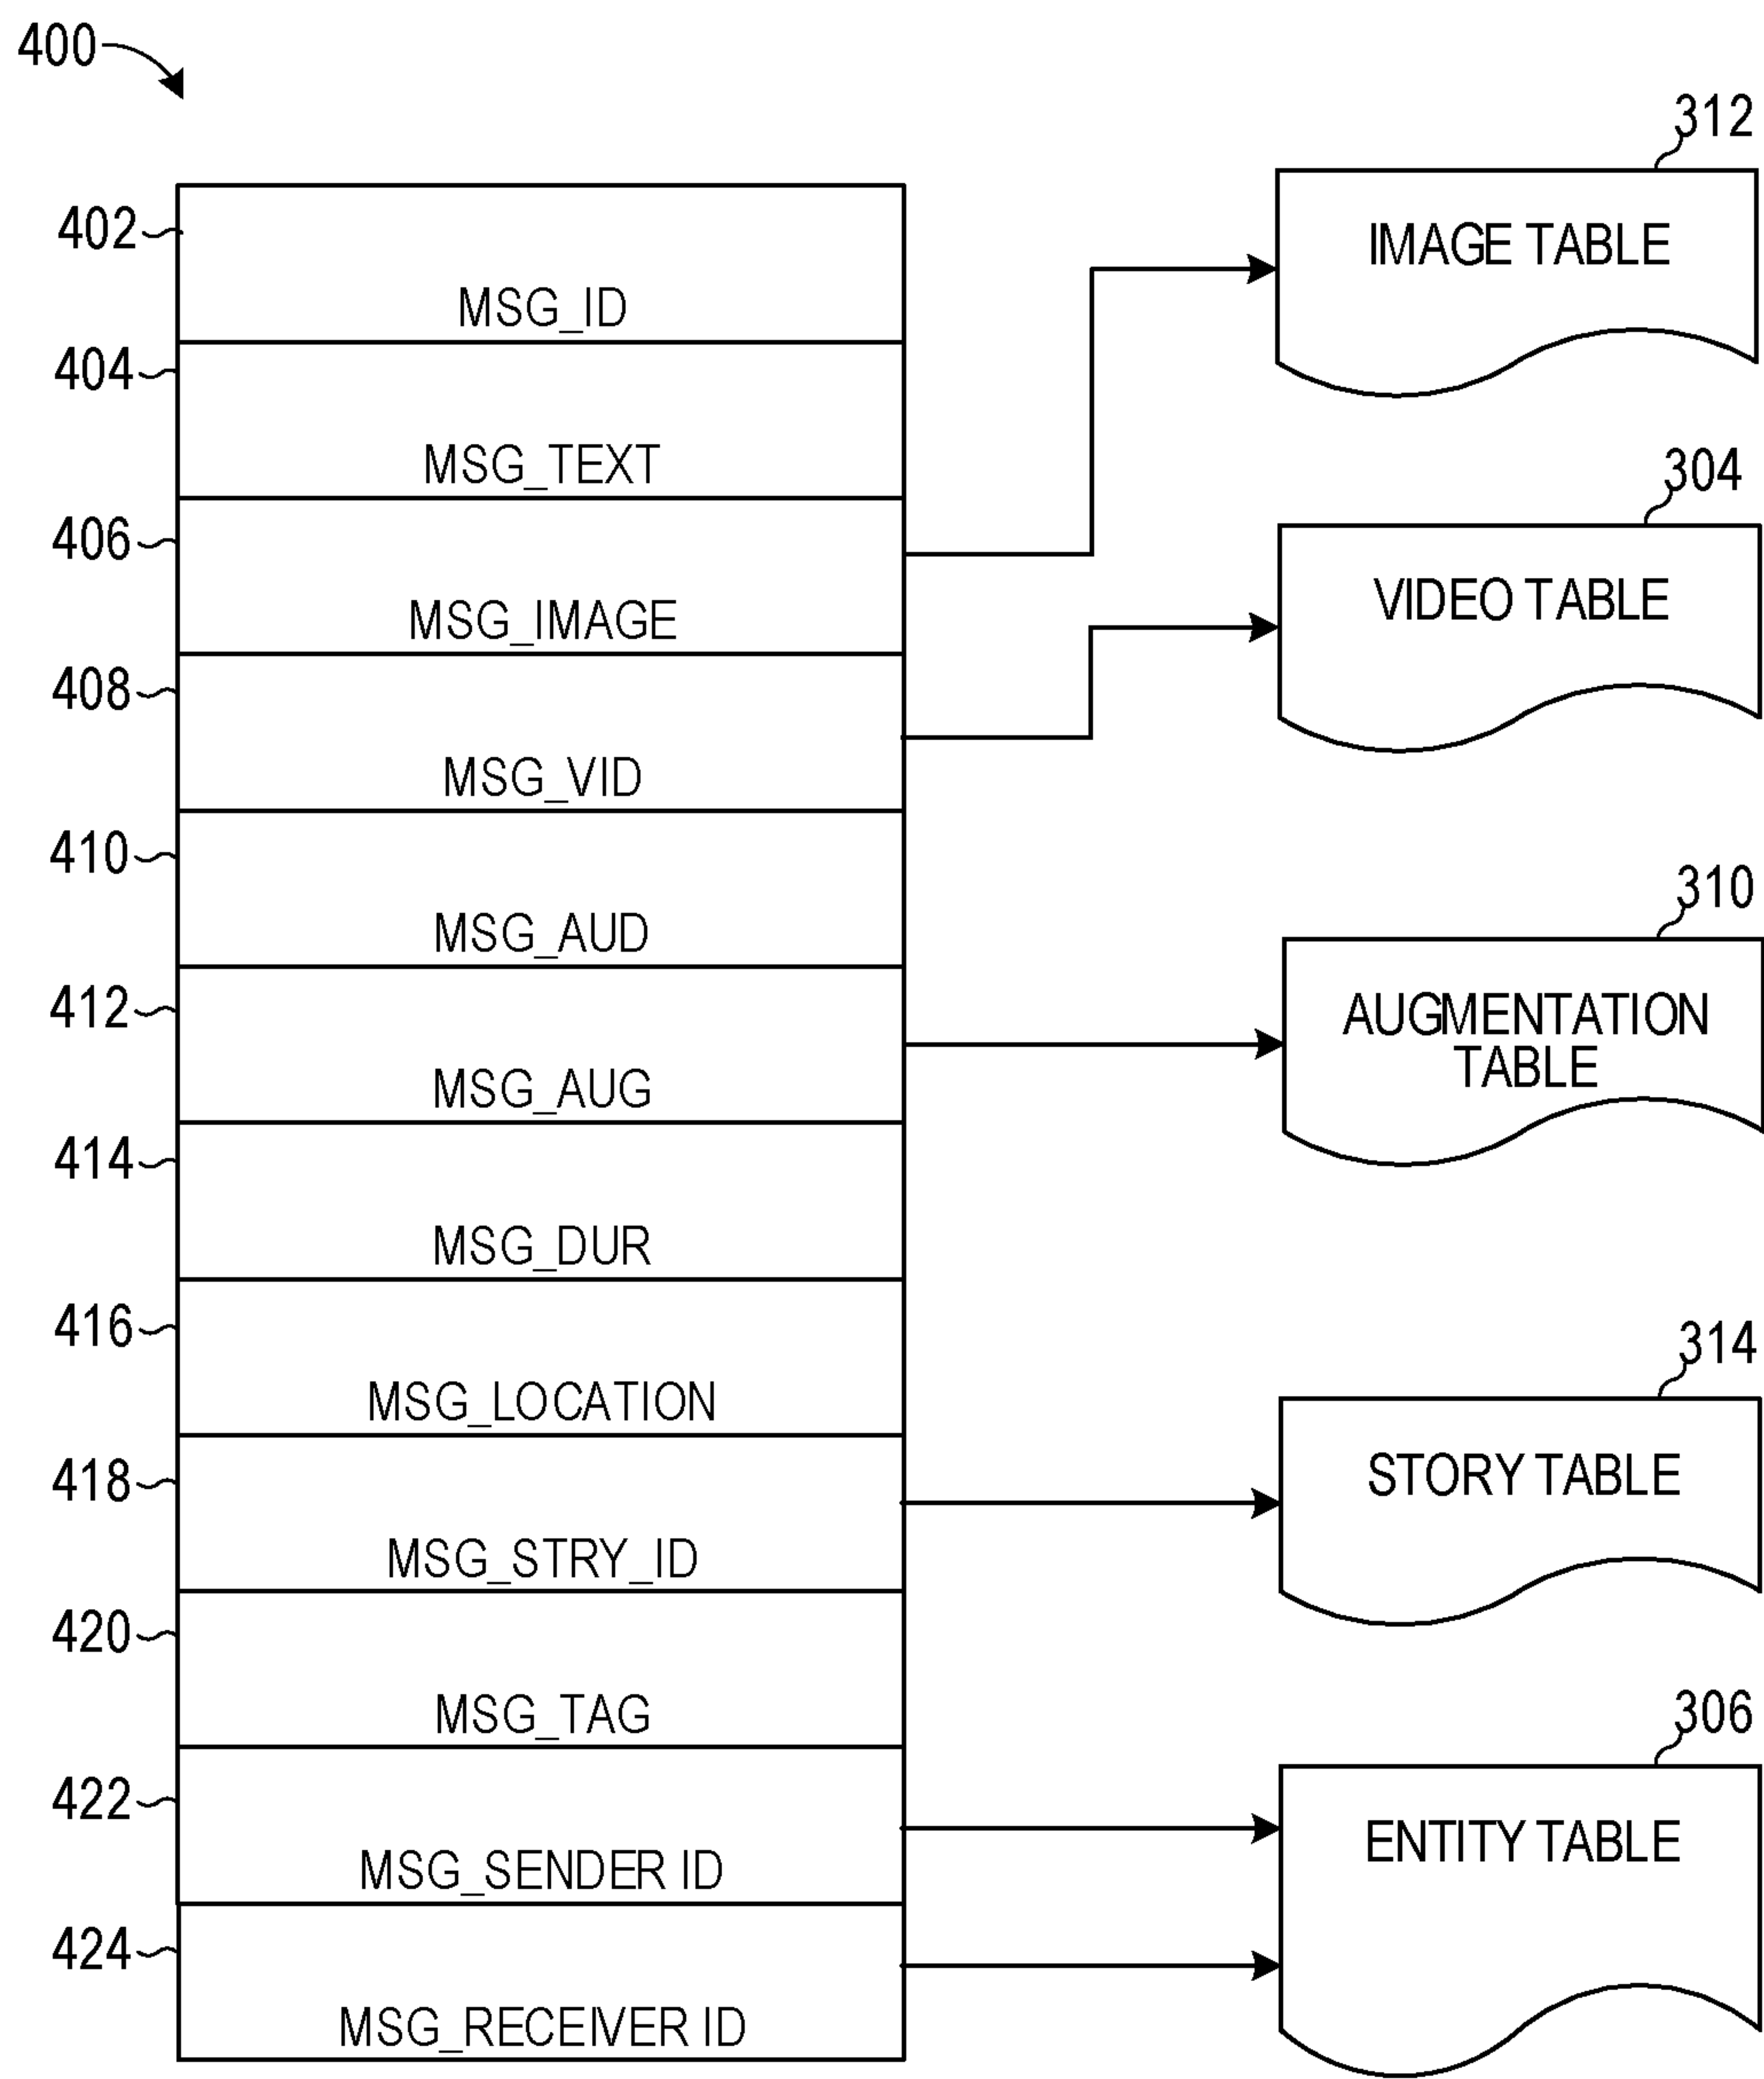 400
312
IMAGE TABLE
402
MSG_ID
404
MSG_TEXT
304
406
MSG_IMAGE
VIDEO TABLE
408
MSG_VID
410
310
MSG_AUD
412
AUGMENTATION
TABLE
MSG_AUG
414
MSG_DUR
416
314
MSG_LOCATION
418
STORY TABLE
MSG_STRY_ID
420
MSG_TAG
306
422
ENTITY TABLE
MSG_SENDER ID
424
MSG_RECEIVER ID